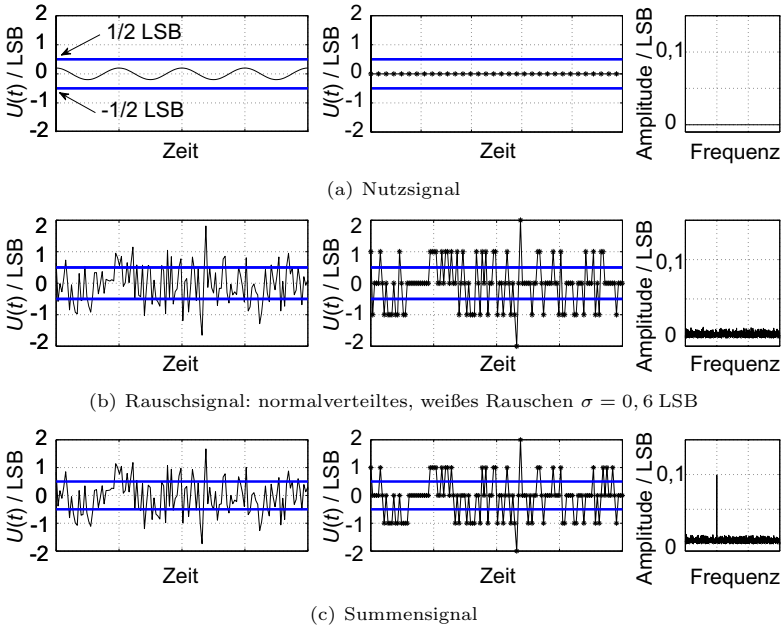 2
1
0
-1
-2
U(t) / LSB
1/2 LSB
-1/2 LSB
Zeit
2
1
0
-1
-2
U(t) / LSB
Zeit
0,1
0
Amplitude / LSB
Frequenz
(a) Nutzsignal
2
1
0
-1
-2
U(t) / LSB
Zeit
2
1
0
-1
-2
U(t) / LSB
Zeit
0,1
0
Amplitude / LSB
Frequenz
(b) Rauschsignal: normalverteiltes, weißes Rauschen σ = 0, 6 LSB
2
1
0
-1
-2
U(t) / LSB
Zeit
2
1
0
-1
-2
U(t) / LSB
Zeit
0,1
0
Amplitude / LSB
Frequenz
(c) Summensignal